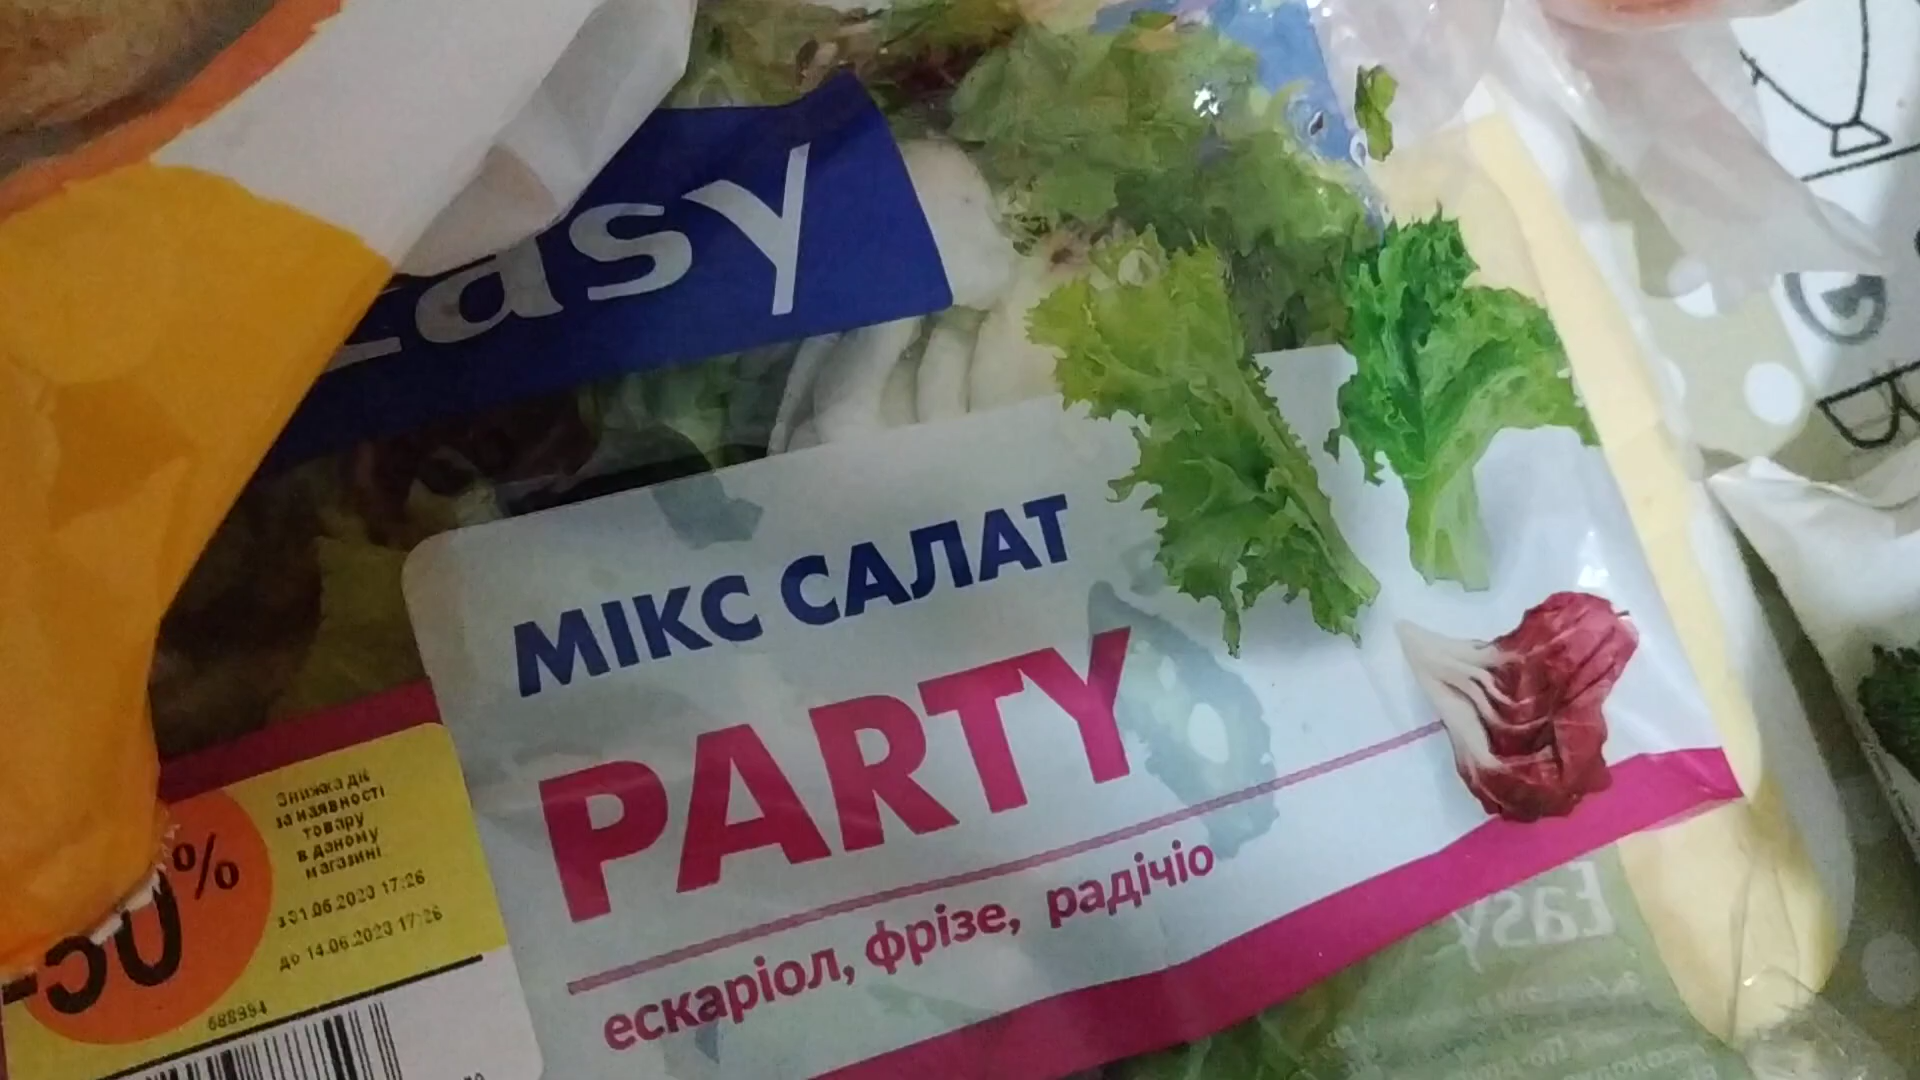 Easy
МІКС САЛАТ
PARTY
ескаріол, фрізе, радічіо
Знижка діє
за наявності
товару
в даному
магазині
з 01.06.2023 17:26
до 14.06.2023 17:26
-50%
688994
Easy